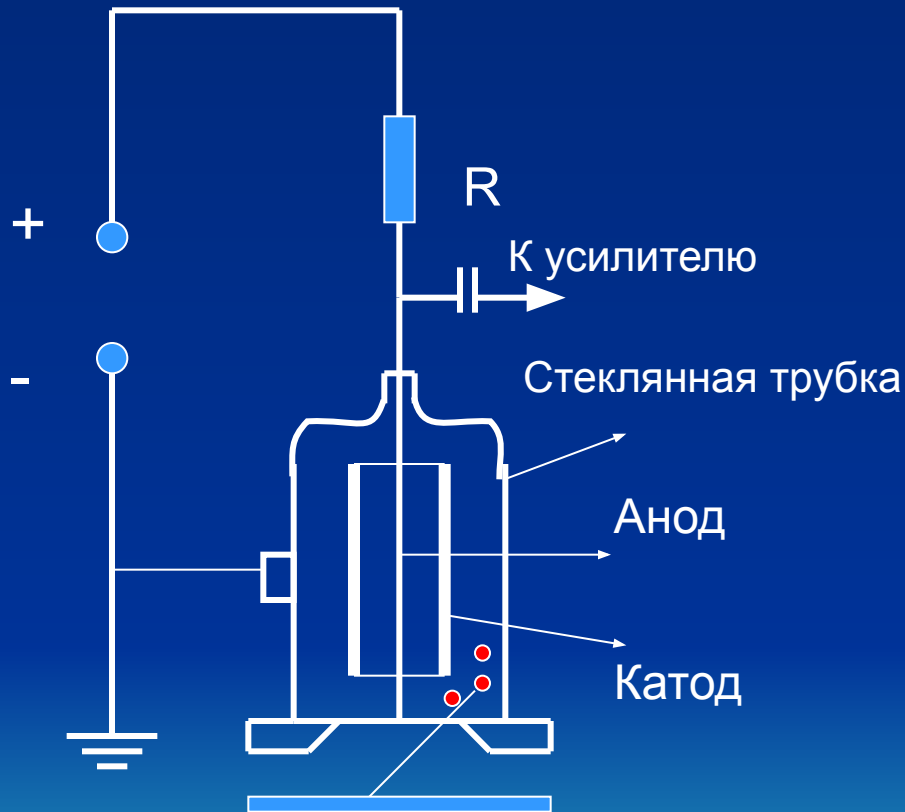 R
+
К усилителю
-
Стеклянная трубка
Анод
Катод